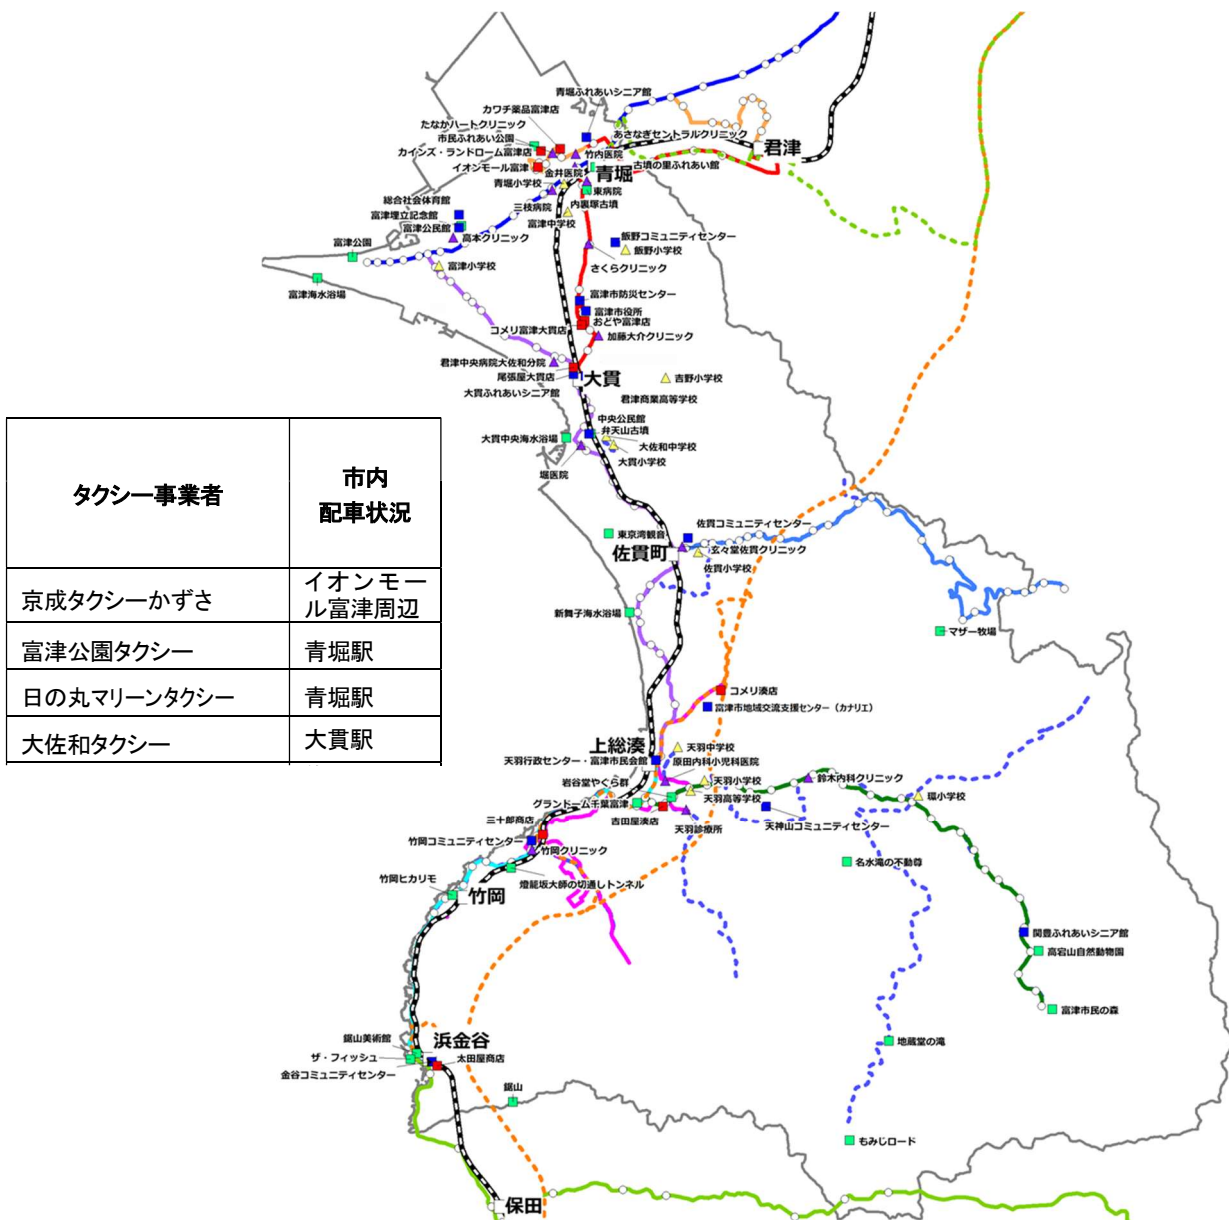 青堀ふれあいシニア館
カワチ薬品富津店
たなかハートクリニック
あさなぎセントラルクリニック
市民ふれあい公園
君津
カインズ・ランドローム富津店
竹内医院
イオンモール富津
金井医院
青堀
古墳の里ふれあい館
青堀小学校
東病院
総合社会体育館
三枝病院
内裏塚古墳
富津埋立記念館
富津中学校
富津公民館
高本クリニック
飯野コミュニティセンター
富津公園
飯野小学校
富津小学校
さくらクリニック
富津海水浴場
富津市防災センター
富津市役所
おどや富津店
コメリ富津大貫店
加藤大介クリニック
君津中央病院大佐和分院
尾張屋大貫店
大貫
吉野小学校
大貫ふれあいシニア館
君津商業高等学校
中央公民館
弁天山古墳
大貫中央海水浴場
大佐和中学校
大貫小学校
堀医院
タクシー事業者
市内
配車状況
京成タクシーかずさ
イオンモー
ル富津周辺
富津公園タクシー
青堀駅
日の丸マリーンタクシー
青堀駅
大佐和タクシー
大貫駅
佐貫コミュニティセンター
東京湾観音
佐貫町
玄々堂佐貫クリニック
佐貫小学校
新舞子海水浴場
マザー牧場
コメリ湊店
富津市地域交流支援センター（カナリエ）
上総湊
天羽中学校
天羽行政センター・富津市民会館
原田内科小児科医院
岩谷堂やぐら群
天羽小学校
鈴木内科クリニック
グランドーム千葉富津
天羽高等学校
環小学校
三十郎商店
吉田屋湊店
天羽診療所
天神山コミュニティセンター
竹岡コミュニティセンター
竹岡クリニック
名水滝の不動尊
竹岡ヒカリモ
燈籠坂大師の切通しトンネル
竹岡
関豊ふれあいシニア館
高宕山自然動物園
富津市民の森
鋸山美術館
浜金谷
地蔵堂の滝
ザ・フィッシュ
太田屋商店
金谷コミュニティセンター
鋸山
もみじロード
保田